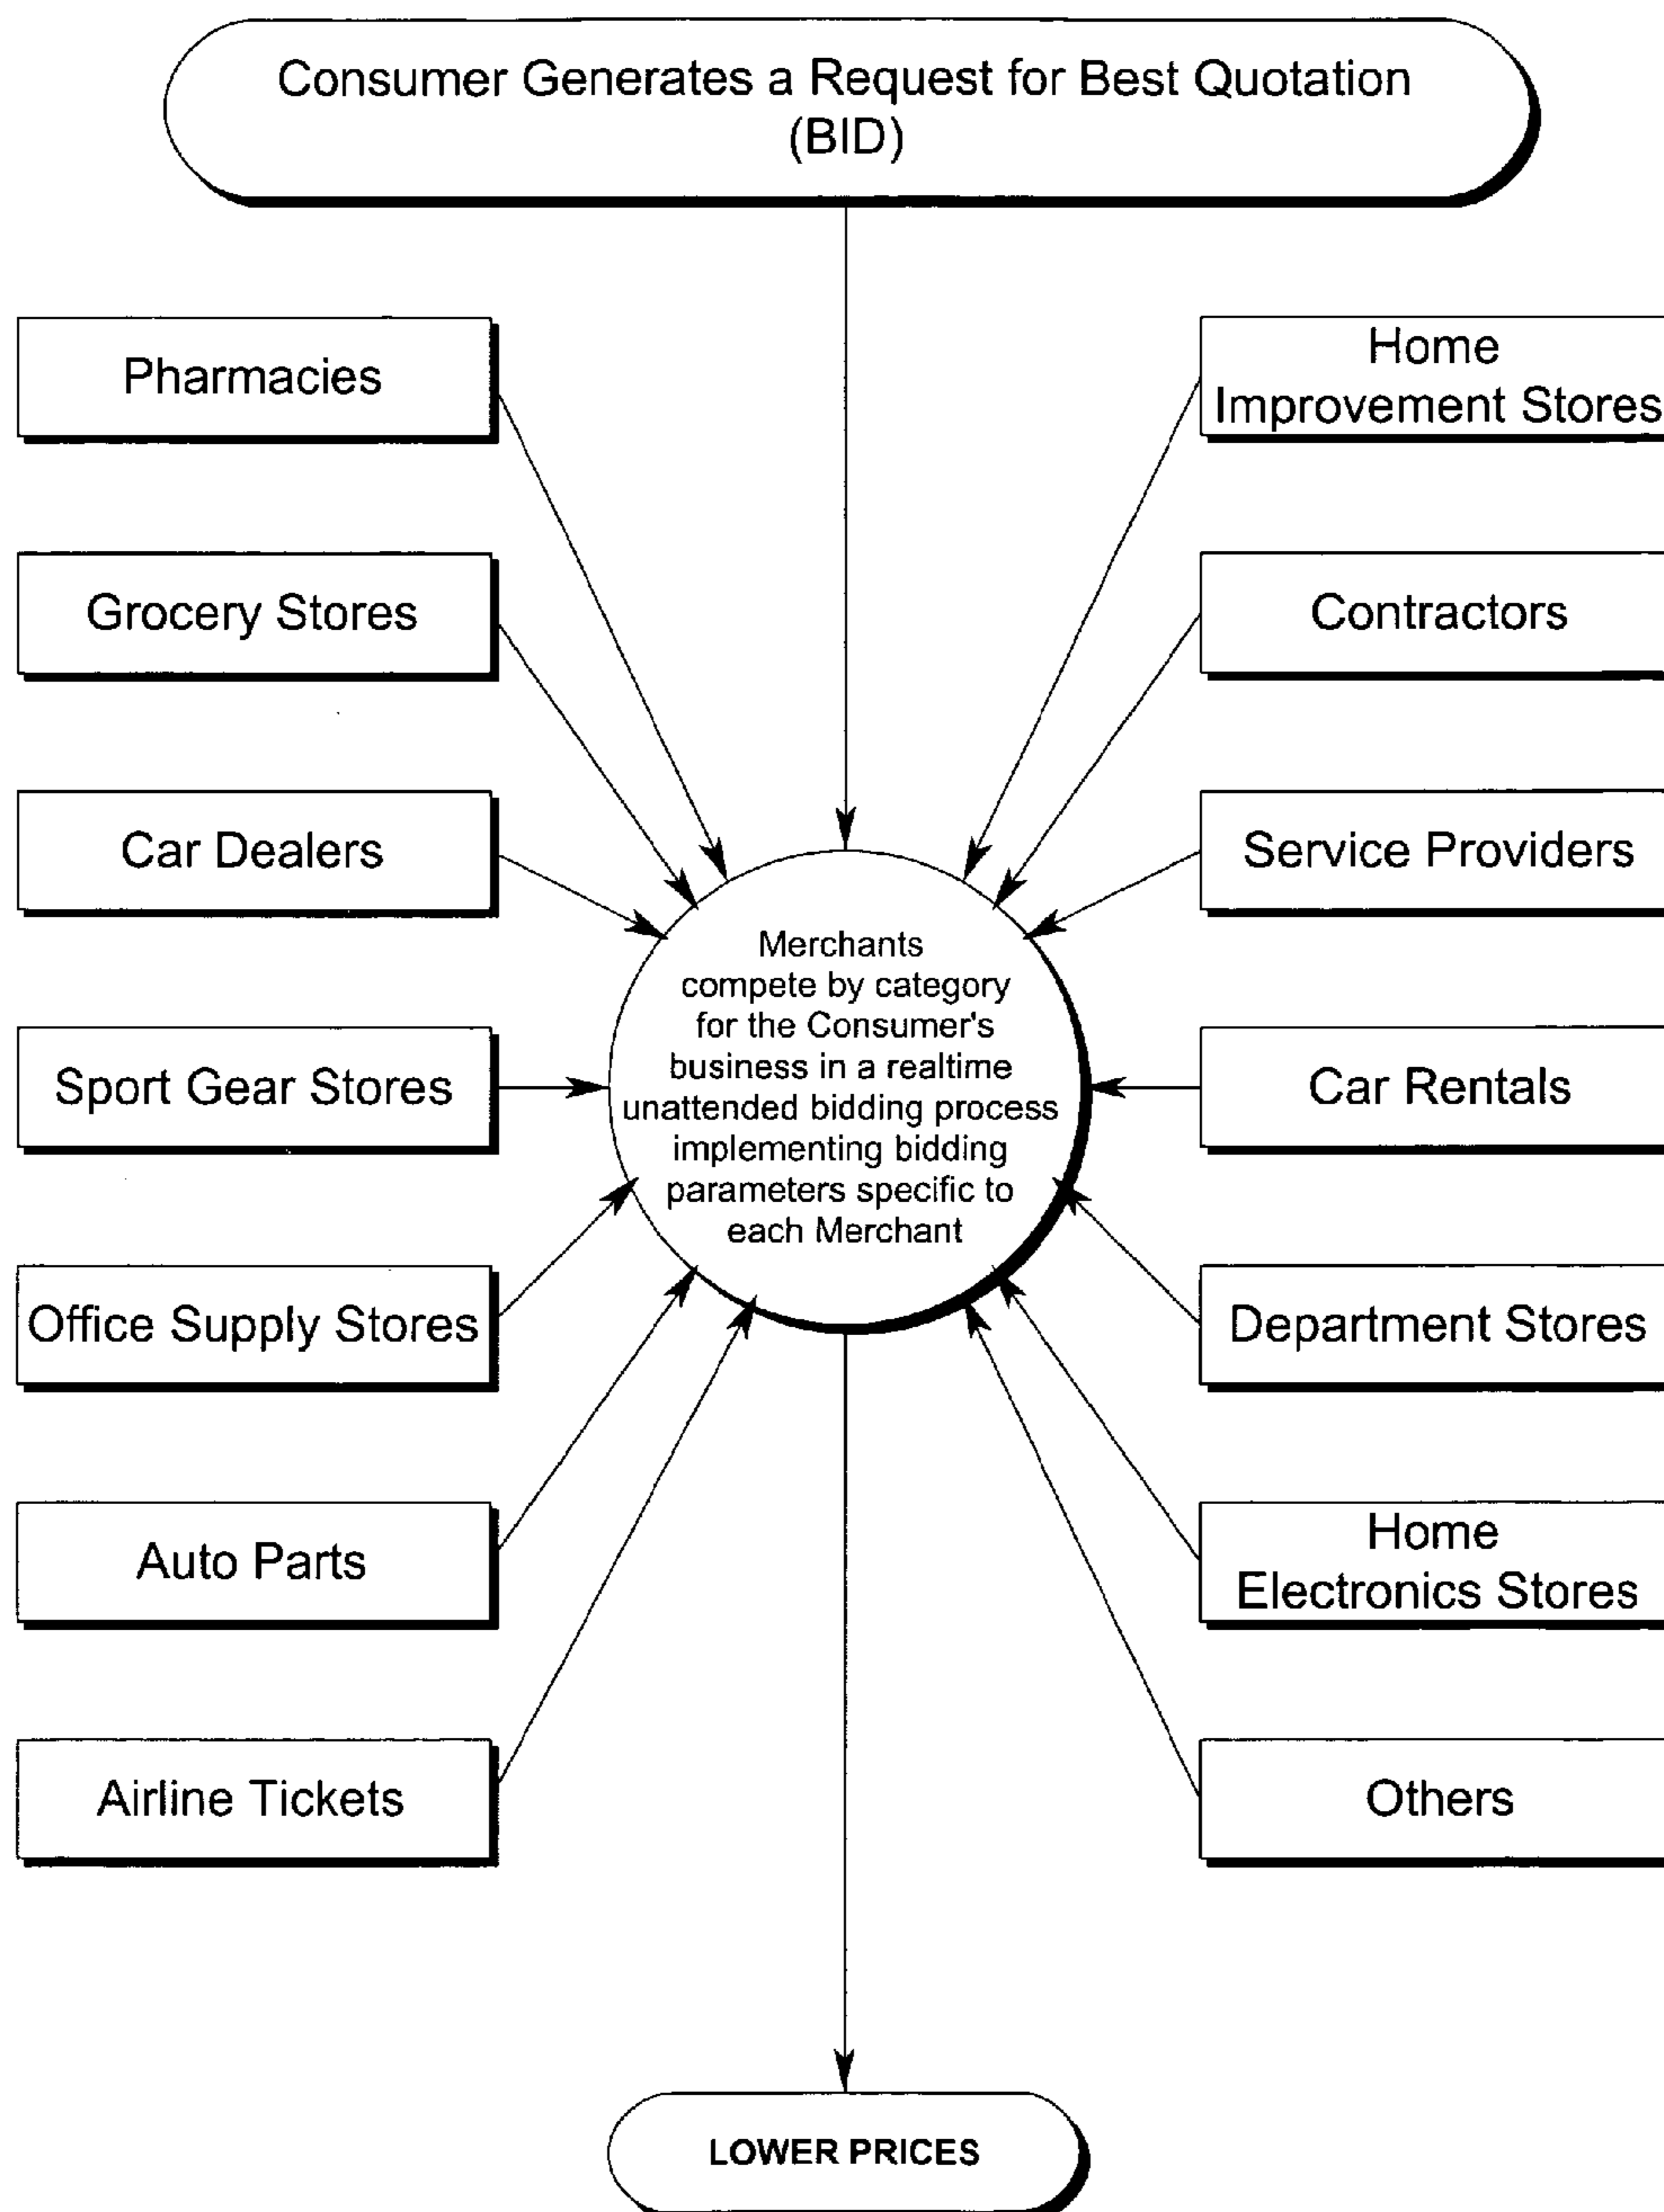 Consumer Generates a Request for Best Quotation
(BID)
Pharmacies
Grocery Stores
Car Dealers
Sport Gear Stores
Office Supply Stores
Auto Parts
Airline Tickets
Merchants
compete by category
for the Consumer's
business in a realtime
unattended bidding process
implementing bidding
parameters specific to
each Merchant
Home
Improvement Stores
Contractors
Service Providers
Car Rentals
Department Stores
Home
Electronics Stores
Others
LOWER PRICES